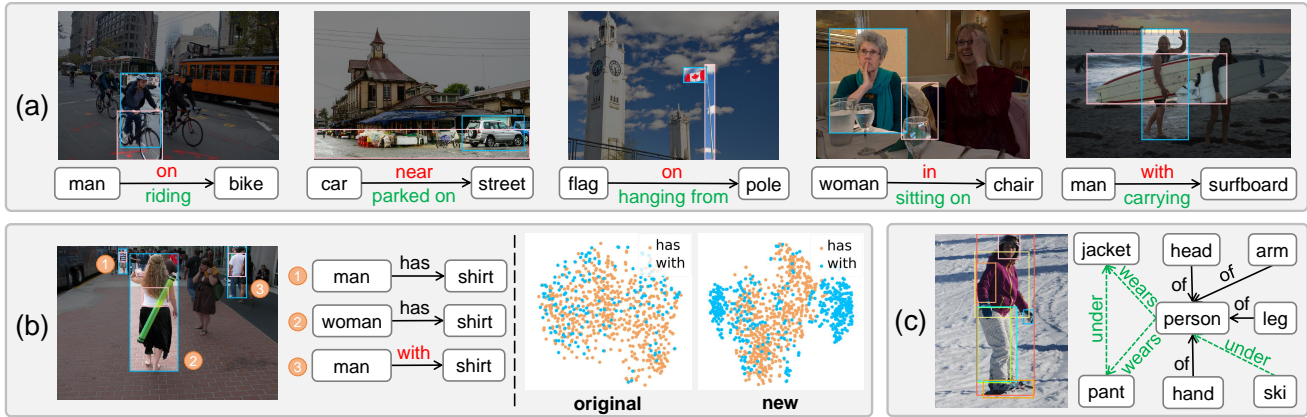 (a)
man on riding bike
car near parked on street
flag on hanging from pole
woman in sitting on chair
man with carrying surfboard
(b)
1
2
3
1 man has shirt
2 woman has shirt
3 man with shirt
has
with
original
has
with
new
(c)
jacket head arm
wears of of
under person of leg
wears of under
pant hand ski